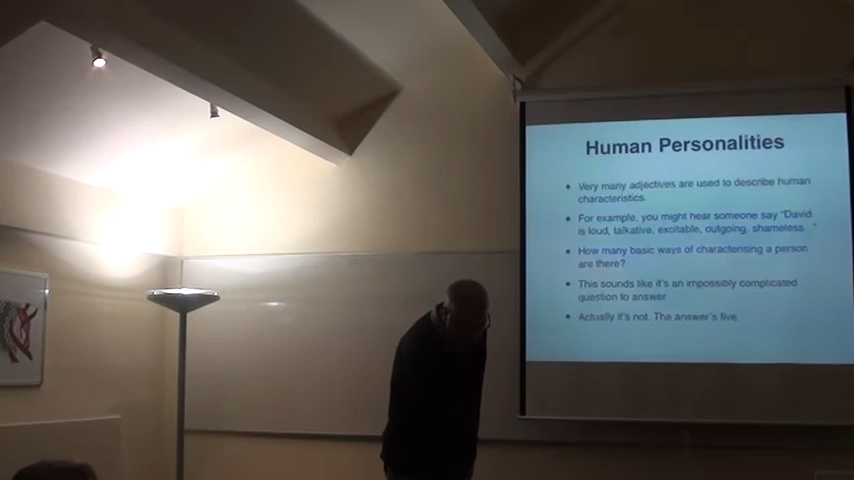 Human Personalities
• Very many adjectives are used to describe human
characteristics.
• For example, you might hear someone say "David
is loud, talkative, excitable, outgoing, shameless.."
• How many basic ways of characterising a person
are there?
• This sounds like it's an impossibly complicated
question to answer.
• Actually it's not. The answer's five.